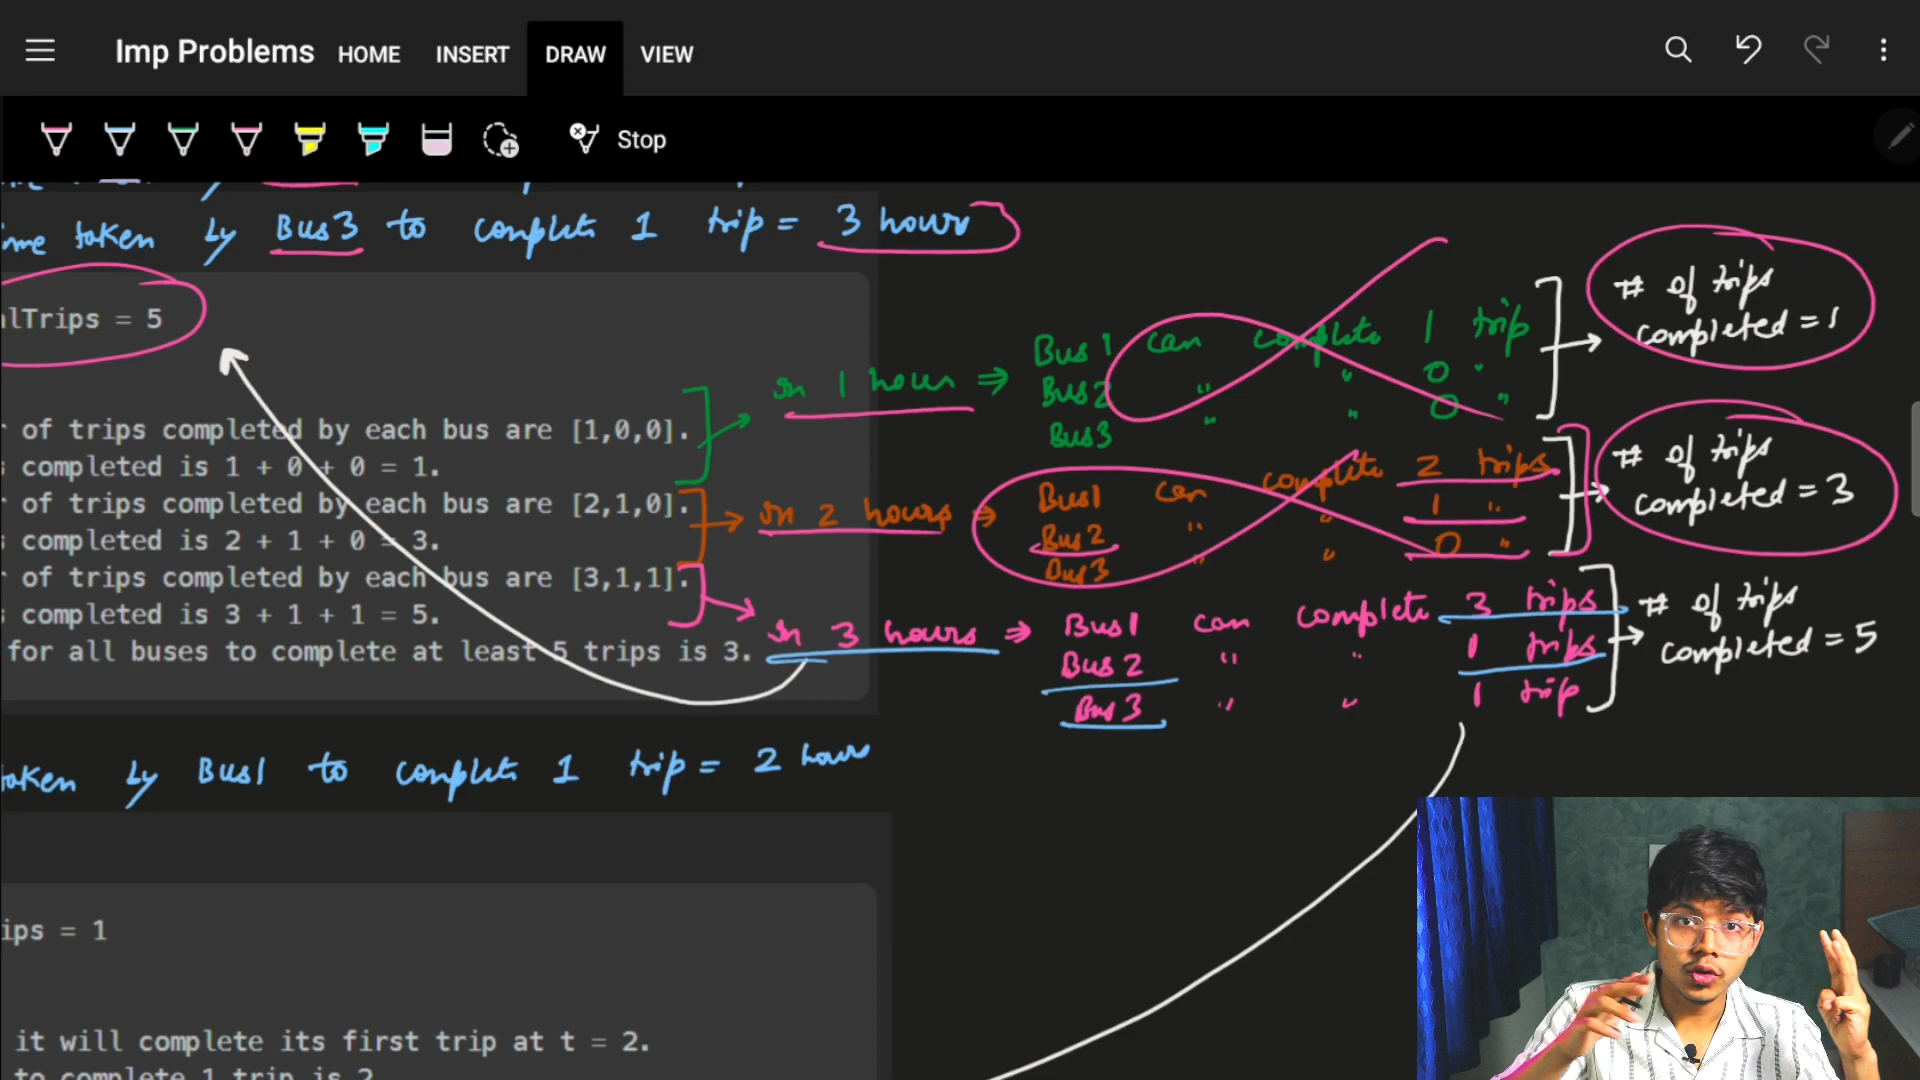 Imp Problems HOME INSERT DRAW VIEW
Stop
me taken by Bus3 to complete 1 trip = 3 hours
alTrips = 5
# of trips
completed = 1
Bus1 can complete 1 trip
in 1 hour ⇒ Bus2 " " 0 "
Bus3 " " 0 "
r of trips completed by each bus are [1,0,0].
s completed is 1 + 0 + 0 = 1.
# of trips
completed = 3
r of trips completed by each bus are [2,1,0].
s completed is 2 + 1 + 0 = 3.
in 2 hours ⇒ Bus1 can complete 2 trips
Bus2 " " 1 "
Bus3 " " 0 "
r of trips completed by each bus are [3,1,1].
s completed is 3 + 1 + 1 = 5.
for all buses to complete at least 5 trips is 3.
in 3 hours ⇒ Bus1 can complete 3 trips
Bus2 " " 1 trips
Bus3 " " 1 trip
# of trips
completed = 5
taken by Bus1 to complete 1 trip = 2 hours
ips = 1
it will complete its first trip at t = 2.
to complete 1 trip is 2